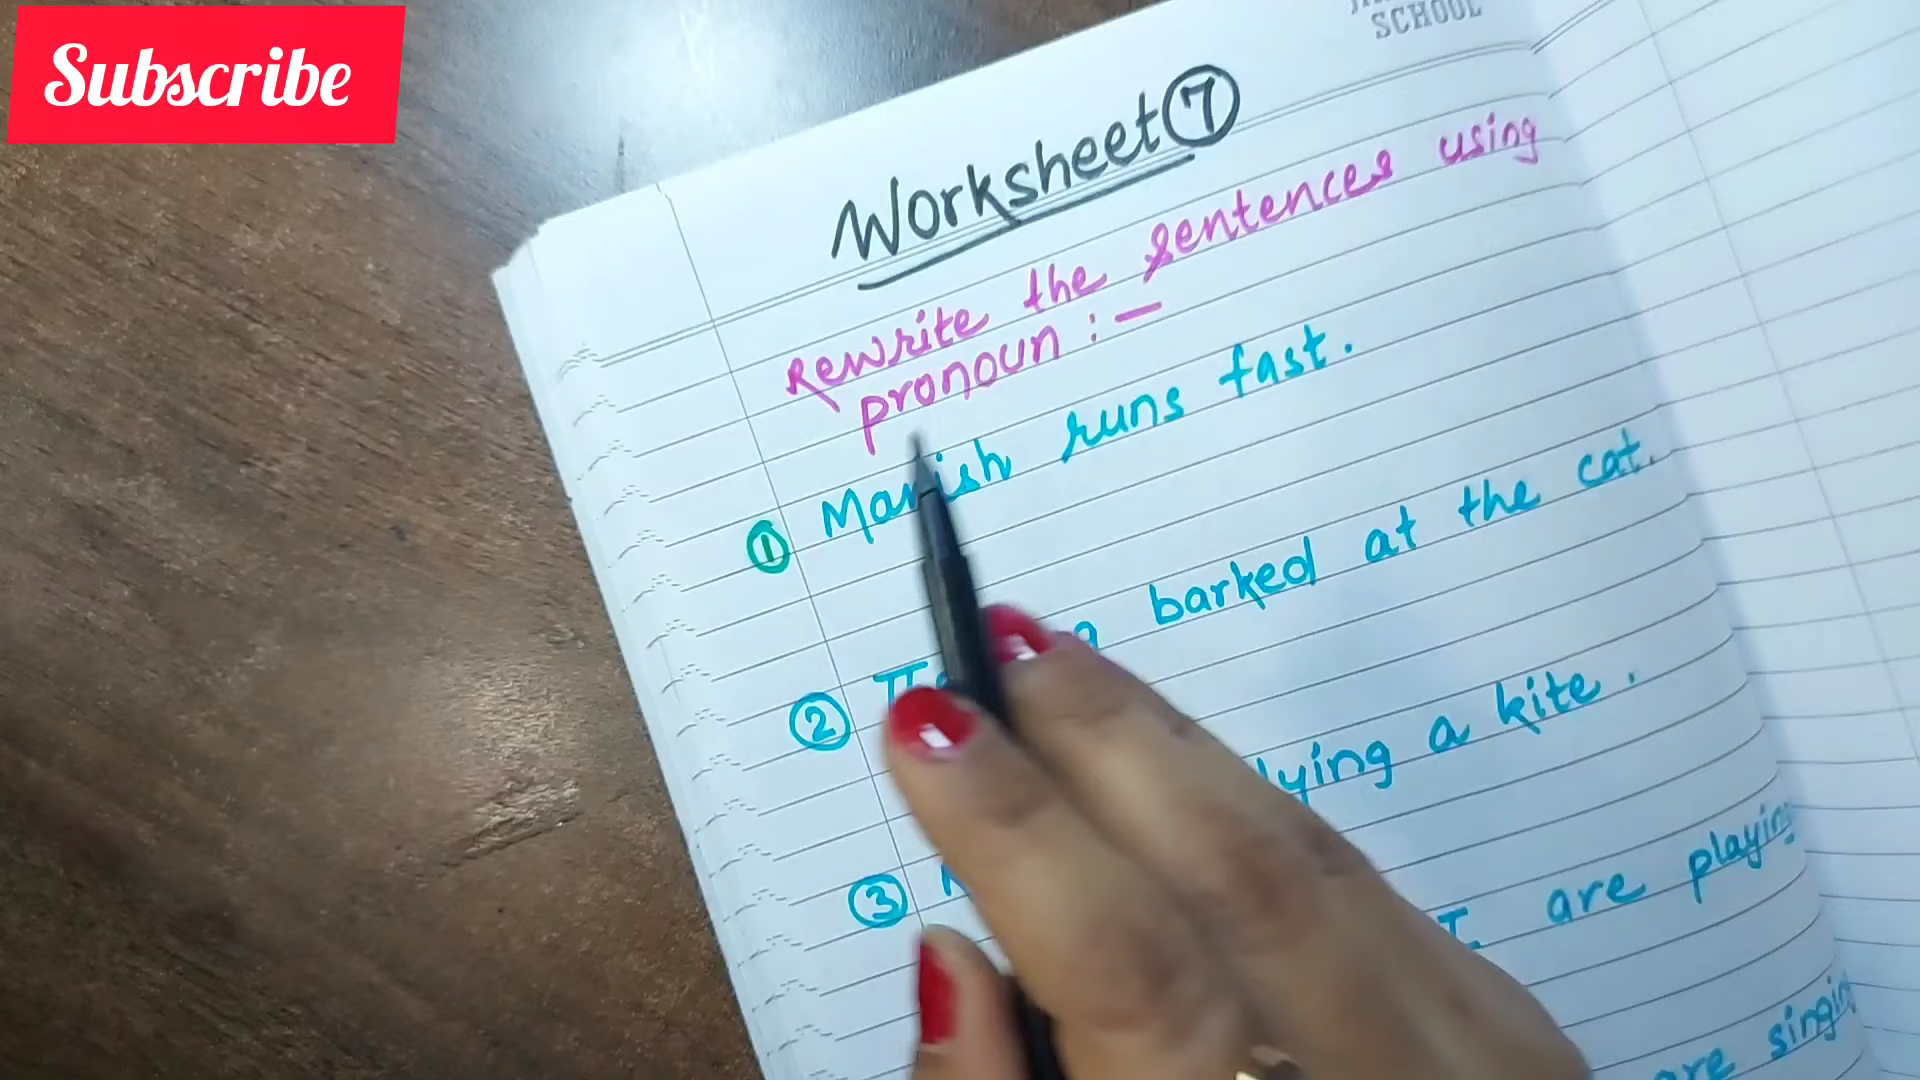 Subscribe
SCHOOL
Worksheet 7
Rewrite the sentences using
pronoun : –
① Manish runs fast.
② barked at the cat.
③ a kite.
I are playing
are singing